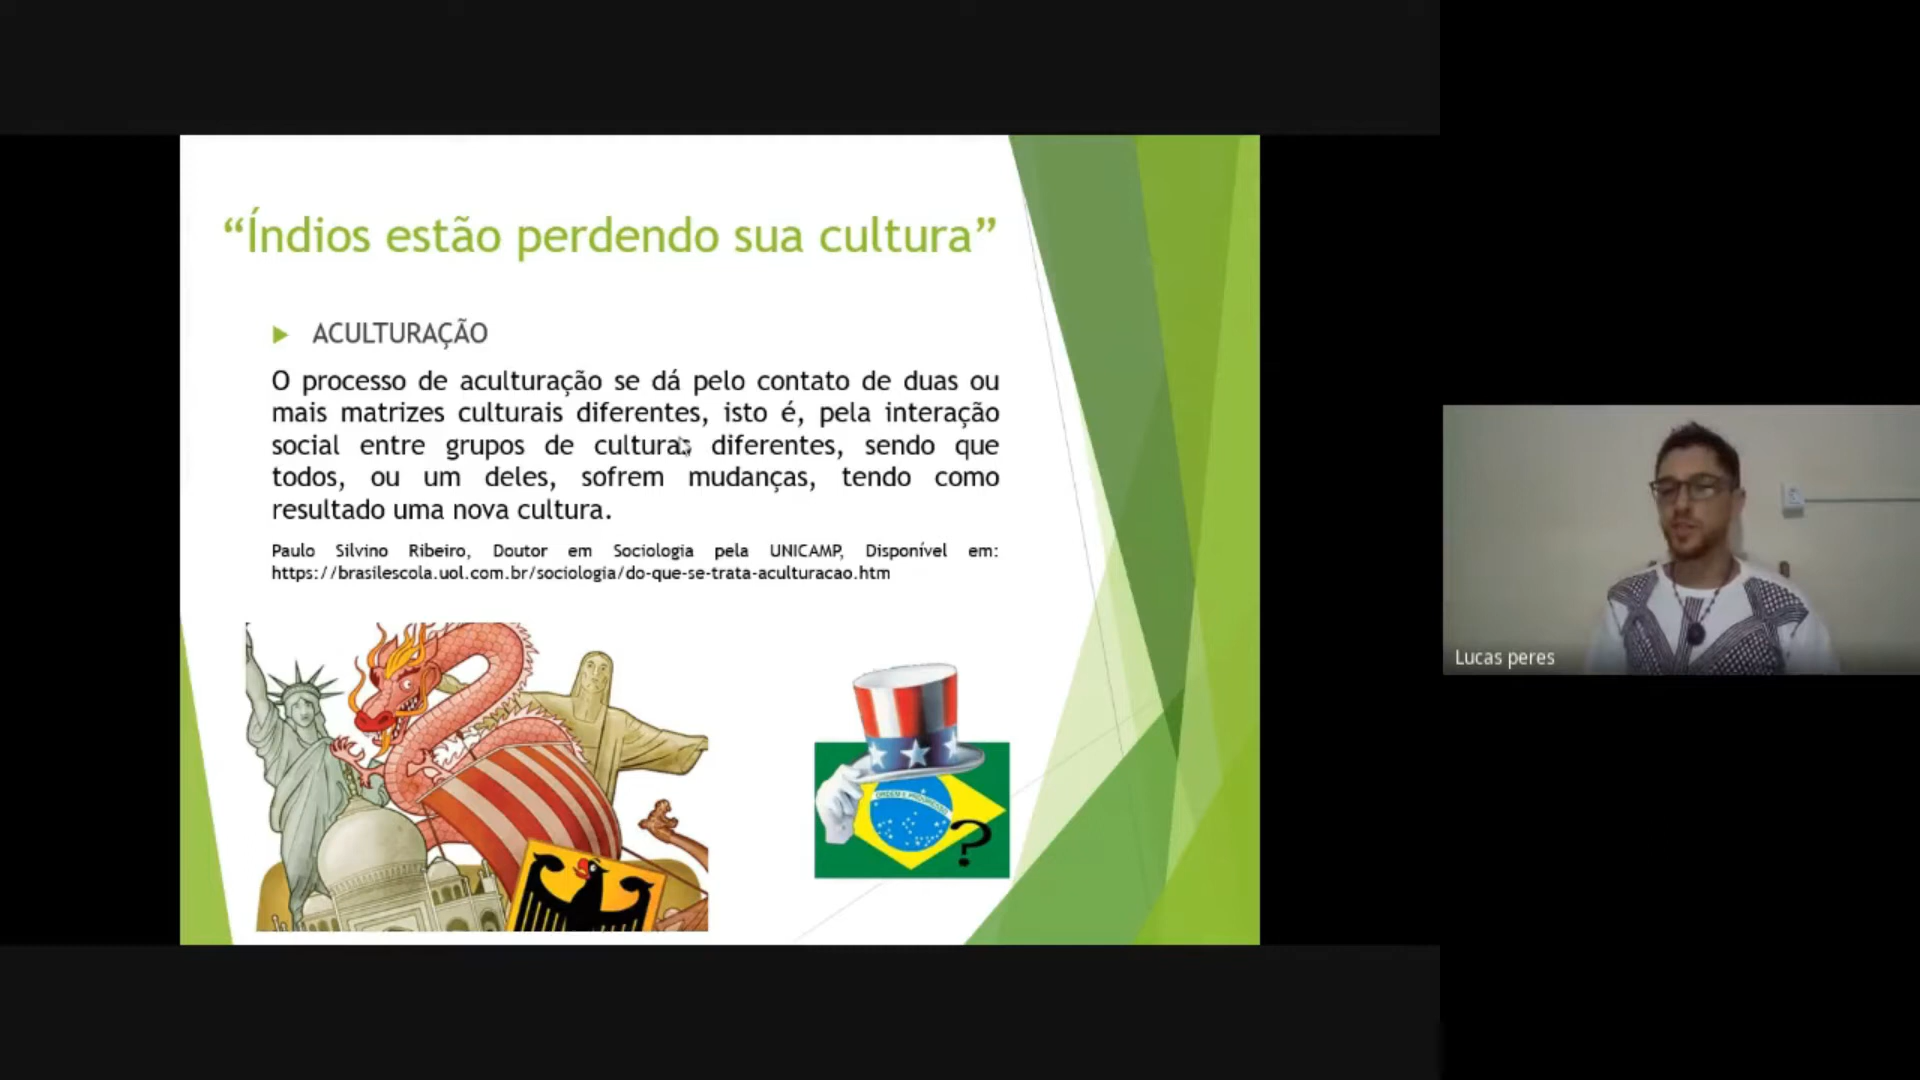 “Índios estão perdendo sua cultura”
ACULTURAÇÃO
O processo de aculturação se dá pelo contato de duas ou
mais matrizes culturais diferentes, isto é, pela interação
social entre grupos de culturas diferentes, sendo que
todos, ou um deles, sofrem mudanças, tendo como
resultado uma nova cultura.
Paulo Silvino Ribeiro, Doutor em Sociologia pela UNICAMP, Disponível em:
https://brasilescola.uol.com.br/sociologia/do-que-se-trata-aculturacao.htm
ORDEM E PROGRESSO
?
Lucas peres